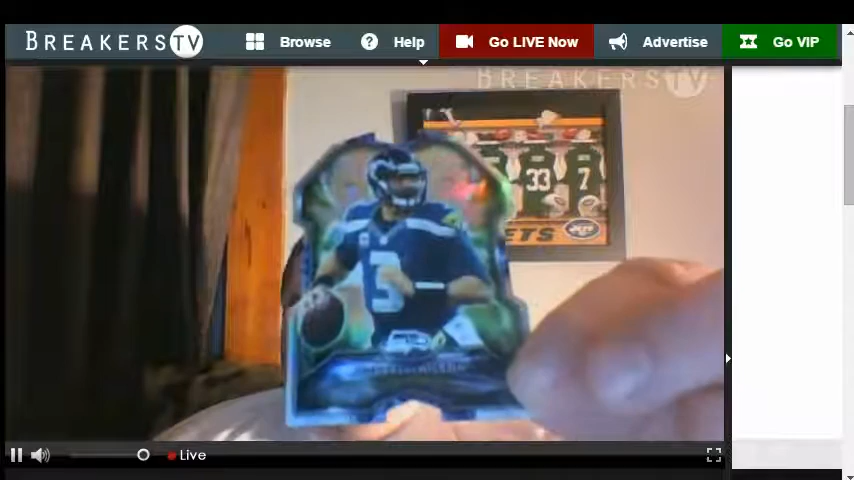 BREAKERS TV Browse Help Go LIVE Now Advertise Go VIP
BREAKERS TV
33 7
3
JETS
Live